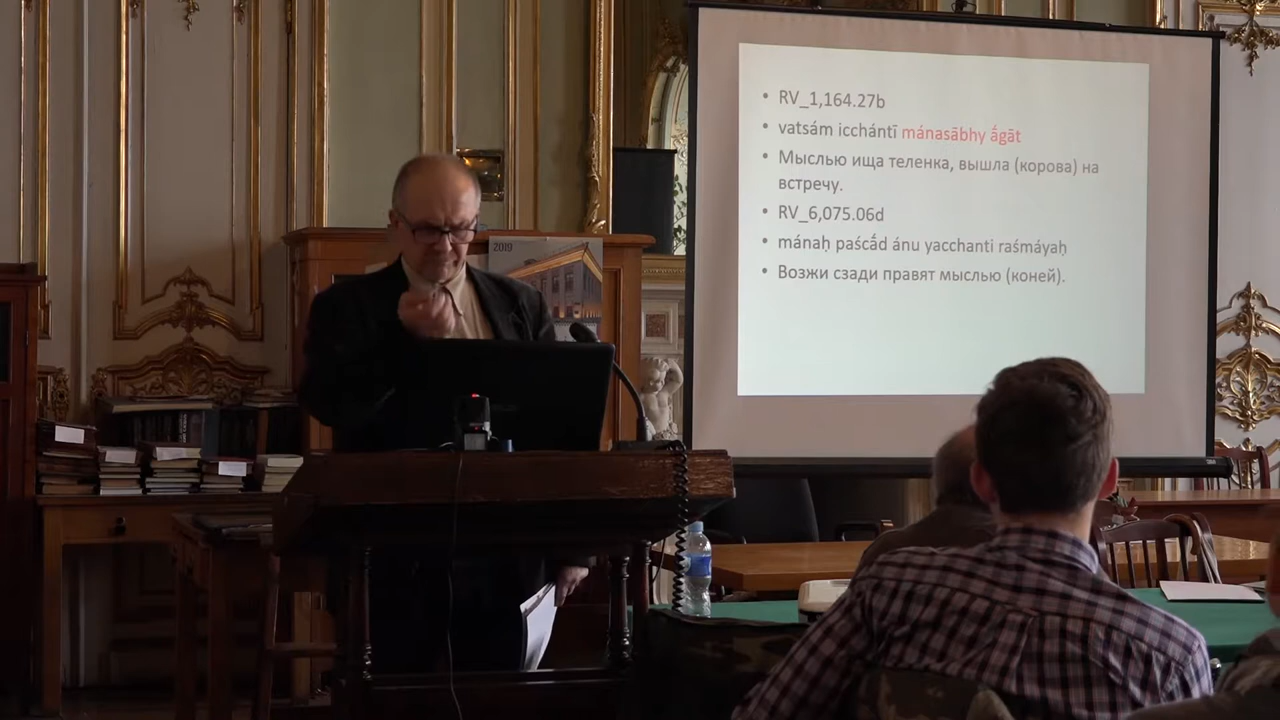 2019
• RV_1,164.27b
• vatsám icchántī mánasābhy ā́gāt
• Мыслью ища теленка, вышла (корова) на
встречу.
• RV_6,075.06d
• mánaḥ paścā́d ánu yacchanti raśmáyaḥ
• Возжи сзади правят мыслью (коней).